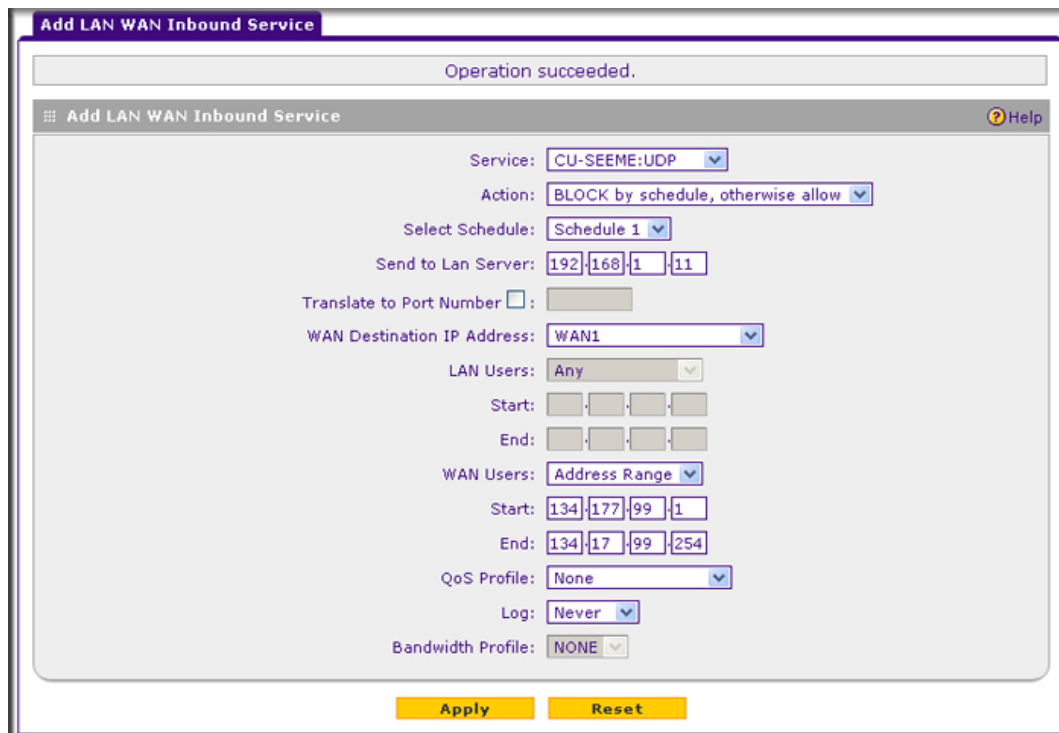 Add LAN WAN Inbound Service
Operation succeeded.
Add LAN WAN Inbound Service
Help
Service: CU-SEEME:UDP
Action: BLOCK by schedule, otherwise allow
Select Schedule: Schedule 1
Send to Lan Server: 192.168.1.11
Translate to Port Number :
WAN Destination IP Address: WAN1
LAN Users: Any
Start: . . .
End: . . .
WAN Users: Address Range
Start: 134.177.99.1
End: 134.17.99.254
QoS Profile: None
Log: Never
Bandwidth Profile: NONE
Apply Reset